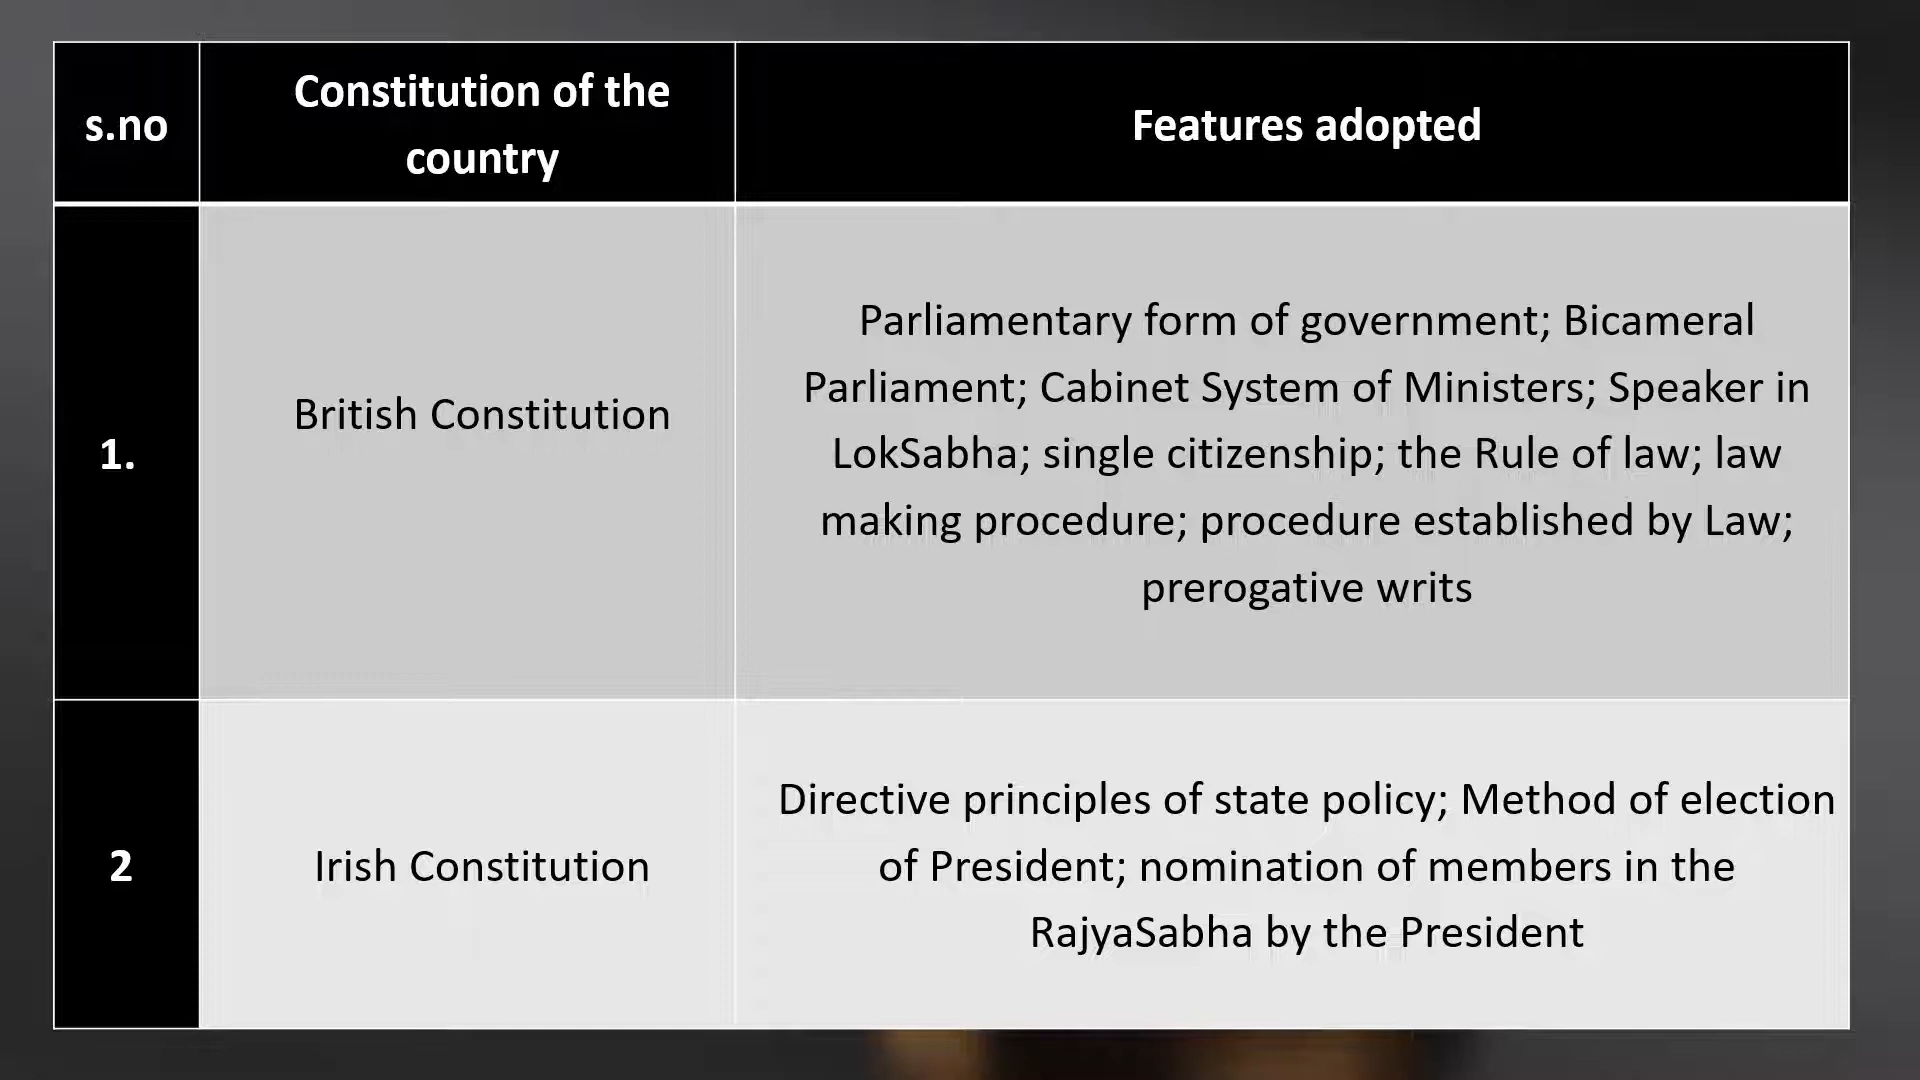 s.no
Constitution of the
country
Features adopted
1.
British Constitution
Parliamentary form of government; Bicameral
Parliament; Cabinet System of Ministers; Speaker in
LokSabha; single citizenship; the Rule of law; law
making procedure; procedure established by Law;
prerogative writs
2
Irish Constitution
Directive principles of state policy; Method of election
of President; nomination of members in the
RajyaSabha by the President